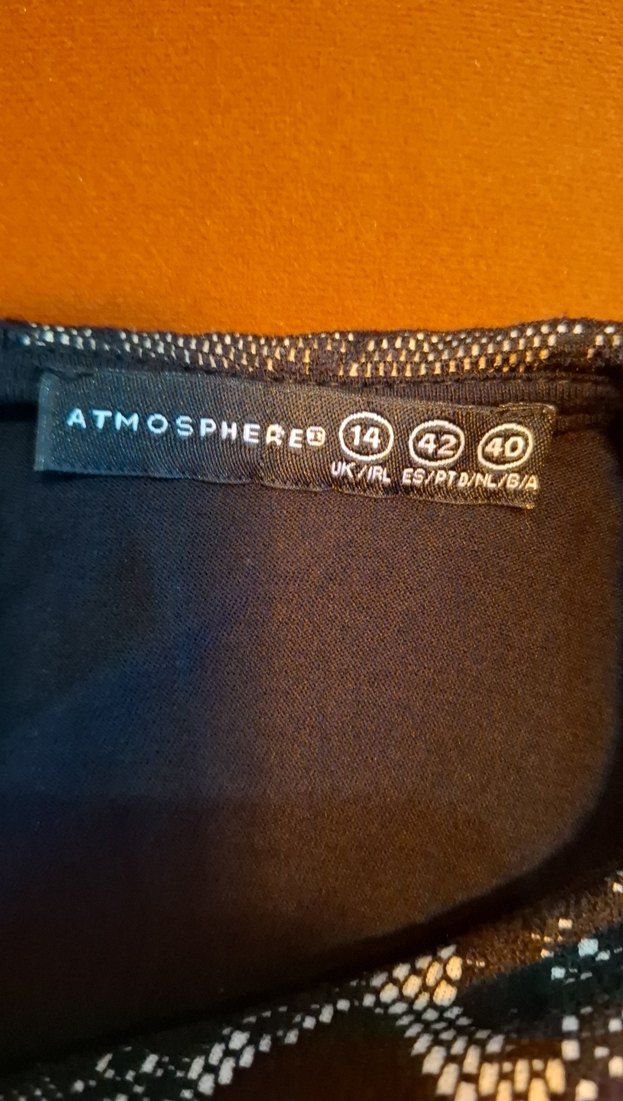 ATMOSPHERE® 14 42 40
UK/IRL ES/PT D/NL/B/A